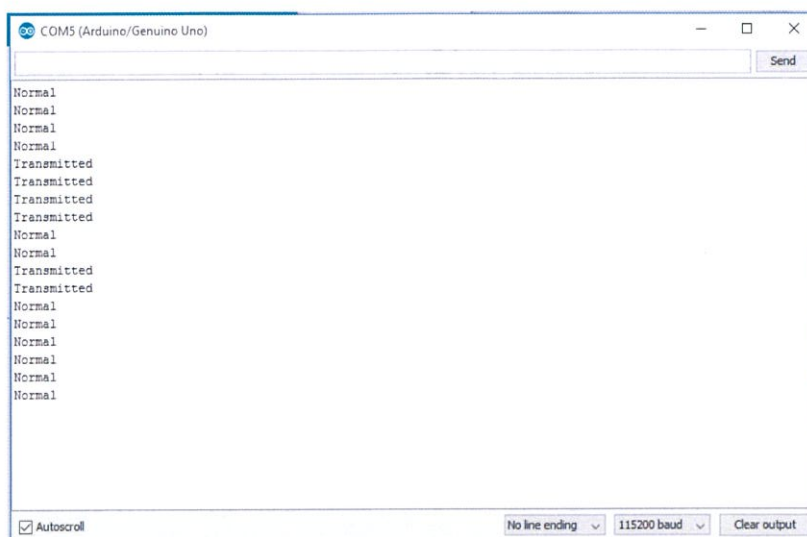 COM5 (Arduino/Genuino Uno)
Send
Normal
Normal
Normal
Normal
Transmitted
Transmitted
Transmitted
Transmitted
Normal
Normal
Transmitted
Transmitted
Normal
Normal
Normal
Normal
Normal
Normal
Autoscroll
No line ending
115200 baud
Clear output